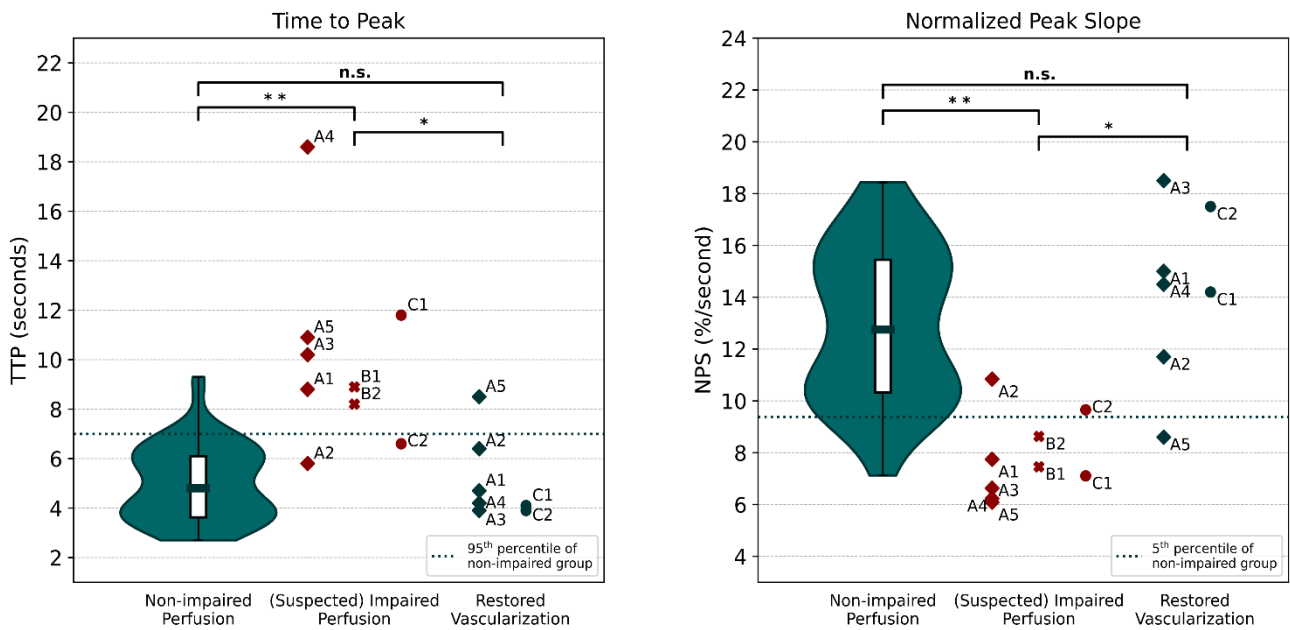 Time to Peak
TTP (seconds)
22
20
18
16
14
12
10
8
6
4
2
n.s.
* *
*
A4
C1
A5
A3
A1
B1
B2
C2
A2
A5
A2
A1
A4
A3
C1
C2
95th percentile of
non-impaired group
Non-impaired
Perfusion
(Suspected) Impaired
Perfusion
Restored
Vascularization
Normalized Peak Slope
NPS (%/second)
24
22
20
18
16
14
12
10
8
6
4
n.s.
* *
*
A3
C2
A1
A4
C1
A2
A5
A2
C2
B2
A1
B1
C1
A3
A4
A5
5th percentile of
non-impaired group
Non-impaired
Perfusion
(Suspected) Impaired
Perfusion
Restored
Vascularization